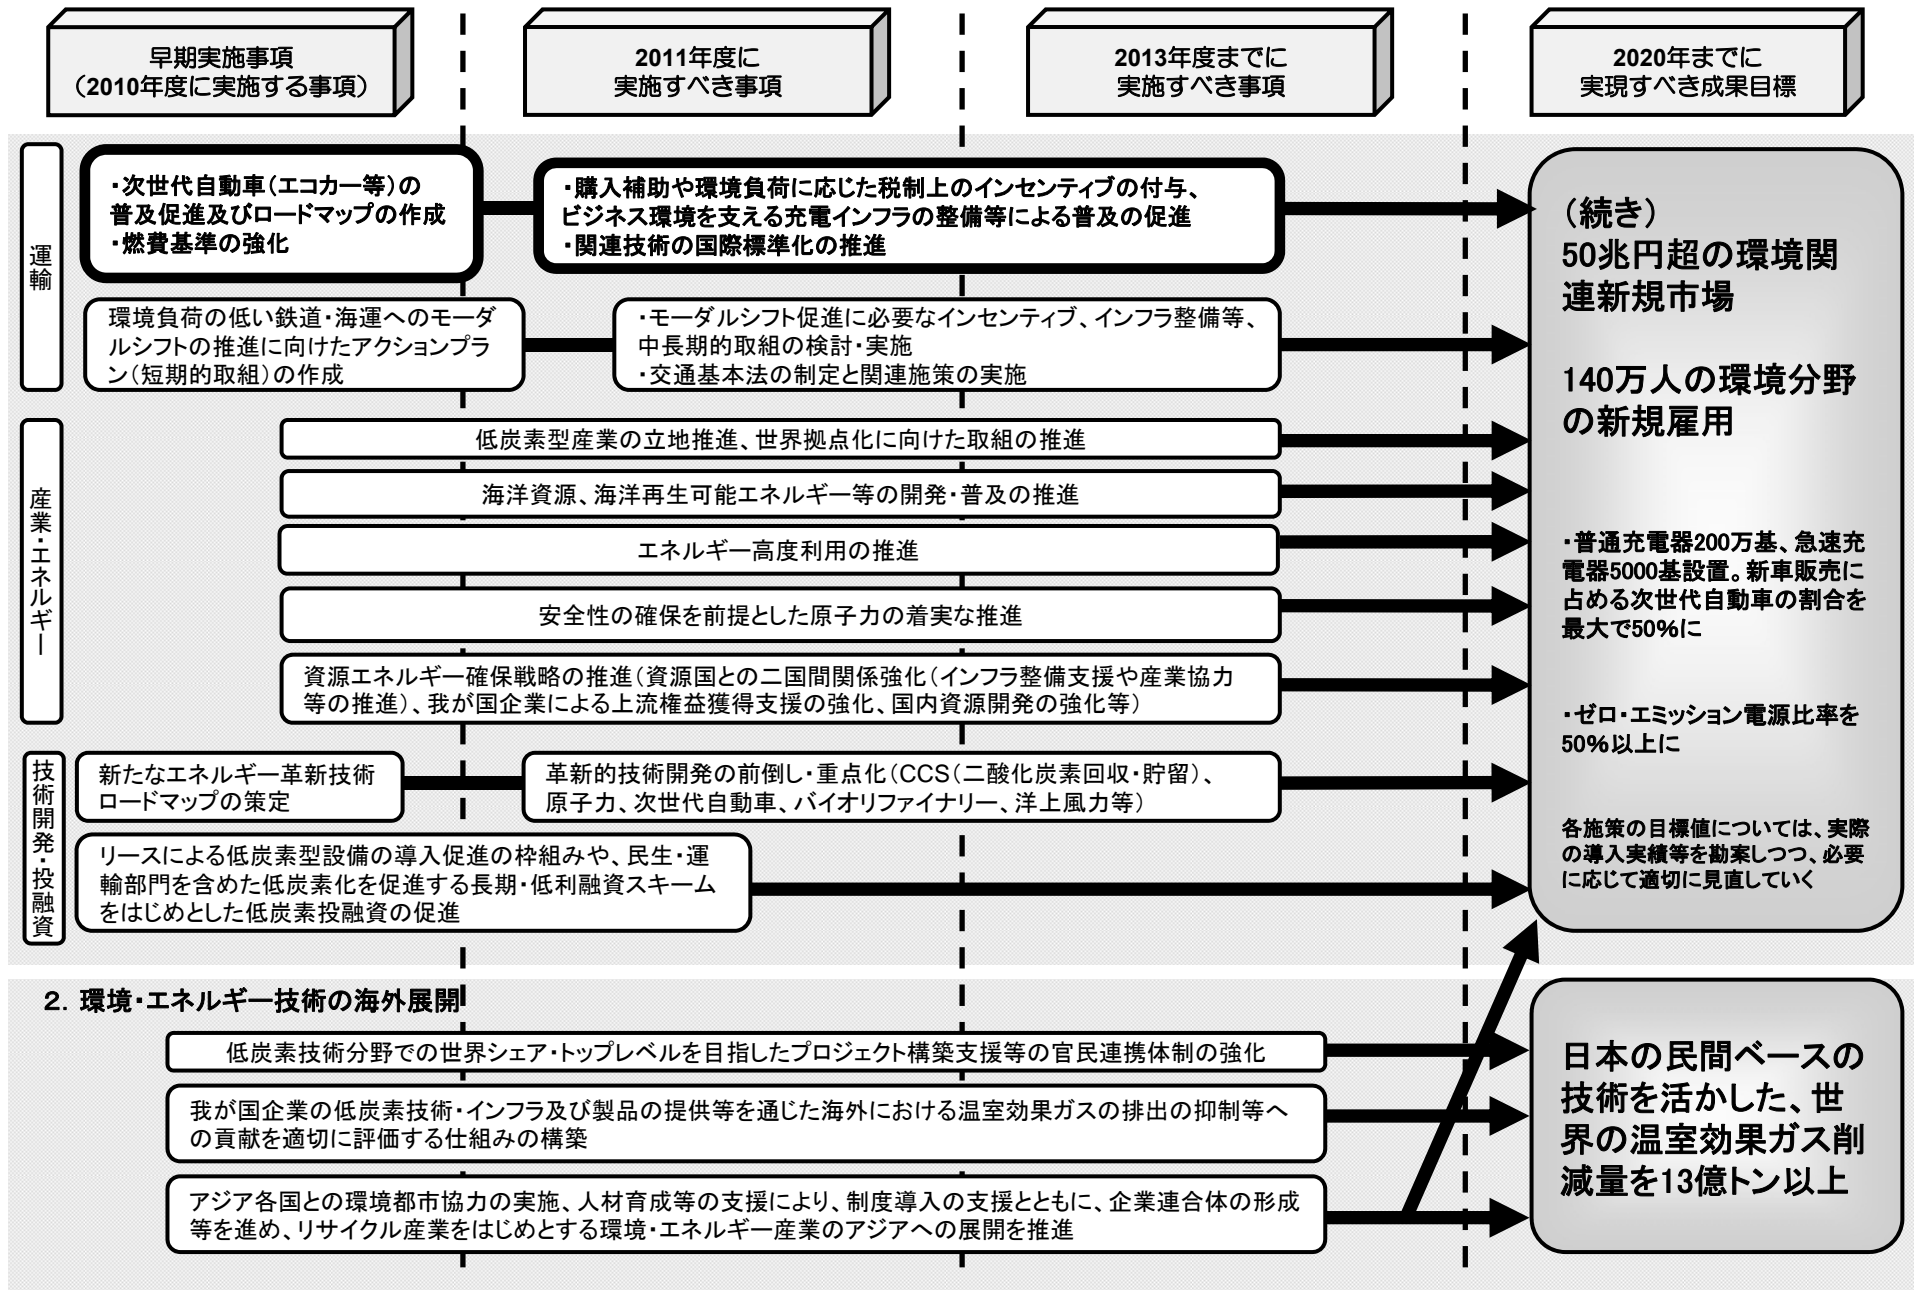 早期実施事項
（2010年度に実施する事項）
2011年度に
実施すべき事項
2013年度までに
実施すべき事項
2020年までに
実現すべき成果目標
運輸
・次世代自動車（エコカー等）の
普及促進及びロードマップの作成
・燃費基準の強化
・購入補助や環境負荷に応じた税制上のインセンティブの付与、
ビジネス環境を支える充電インフラの整備等による普及の促進
・関連技術の国際標準化の推進
環境負荷の低い鉄道・海運へのモーダ
ルシフトの推進に向けたアクションプラ
ン（短期的取組）の作成
・モーダルシフト促進に必要なインセンティブ、インフラ整備等、
中長期的取組の検討・実施
・交通基本法の制定と関連施策の実施
産業・エネルギー
低炭素型産業の立地推進、世界拠点化に向けた取組の推進
海洋資源、海洋再生可能エネルギー等の開発・普及の推進
エネルギー高度利用の推進
安全性の確保を前提とした原子力の着実な推進
資源エネルギー確保戦略の推進（資源国との二国間関係強化（インフラ整備支援や産業協力
等の推進）、我が国企業による上流権益獲得支援の強化、国内資源開発の強化等）
技術開発・投融資
新たなエネルギー革新技術
ロードマップの策定
革新的技術開発の前倒し・重点化（CCS（二酸化炭素回収・貯留）、
原子力、次世代自動車、バイオリファイナリー、洋上風力等）
リースによる低炭素型設備の導入促進の枠組みや、民生・運
輸部門を含めた低炭素化を促進する長期・低利融資スキーム
をはじめとした低炭素投融資の促進
（続き）
50兆円超の環境関
連新規市場
140万人の環境分野
の新規雇用
・普通充電器200万基、急速充
電器5000基設置。新車販売に
占める次世代自動車の割合を
最大で50％に
・ゼロ・エミッション電源比率を
50％以上に
各施策の目標値については、実際
の導入実績等を勘案しつつ、必要
に応じて適切に見直していく
２．環境・エネルギー技術の海外展開
低炭素技術分野での世界シェア・トップレベルを目指したプロジェクト構築支援等の官民連携体制の強化
我が国企業の低炭素技術・インフラ及び製品の提供等を通じた海外における温室効果ガスの排出の抑制等へ
の貢献を適切に評価する仕組みの構築
アジア各国との環境都市協力の実施、人材育成等の支援により、制度導入の支援とともに、企業連合体の形成
等を進め、リサイクル産業をはじめとする環境・エネルギー産業のアジアへの展開を推進
日本の民間ベースの
技術を活かした、世
界の温室効果ガス削
減量を13億トン以上